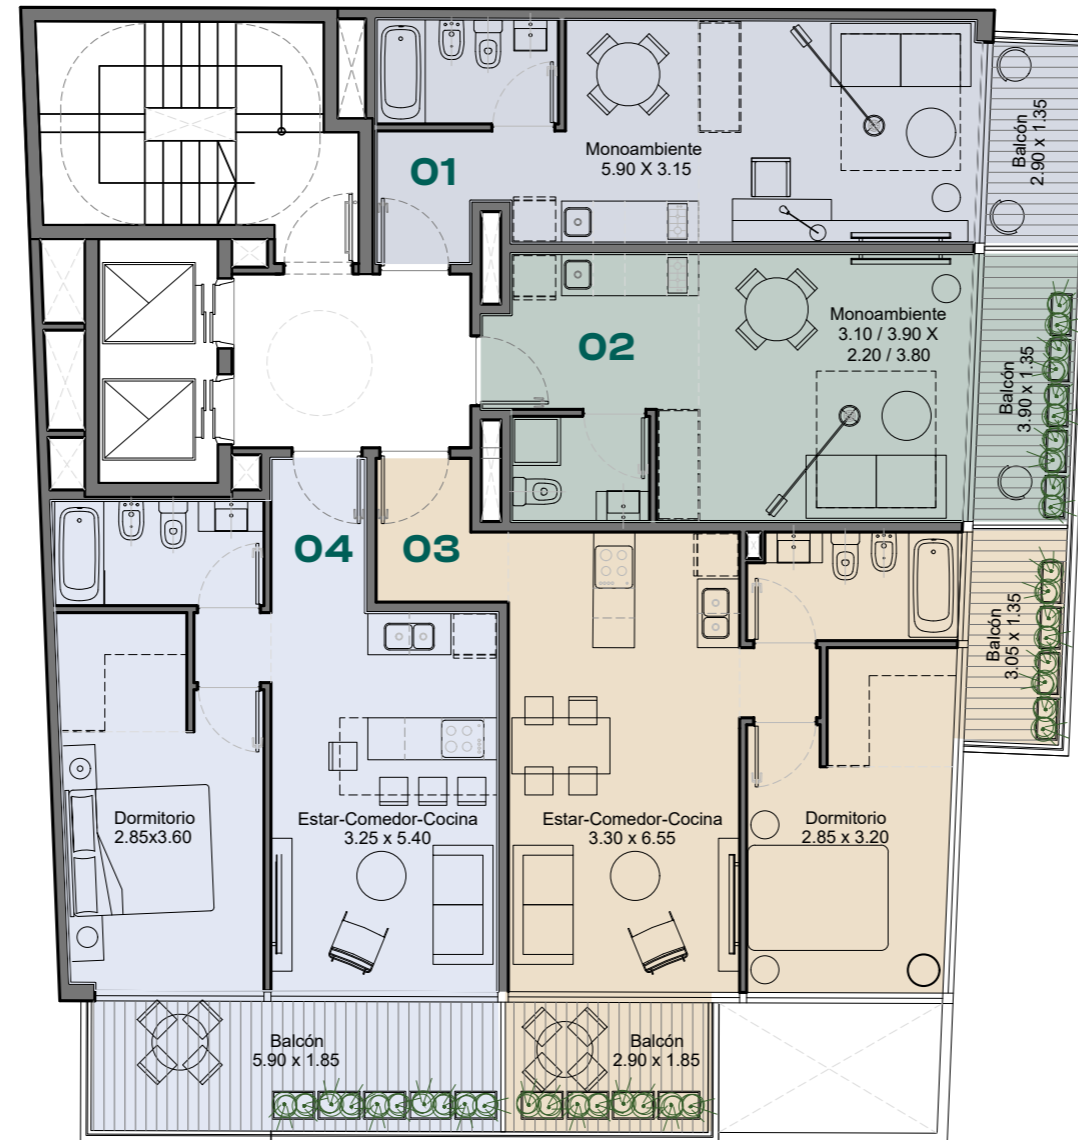 01
Monoambiente
5.90 X 3.15
Balcón
2.90 x 1.35
02
Monoambiente
3.10 / 3.90 X
2.20 / 3.80
Balcón
3.90 x 1.35
04
03
Balcón
3.05 x 1.35
Dormitorio
2.85x3.60
Estar-Comedor-Cocina
3.25 x 5.40
Estar-Comedor-Cocina
3.30 x 6.55
Dormitorio
2.85 x 3.20
Balcón
5.90 x 1.85
Balcón
2.90 x 1.85